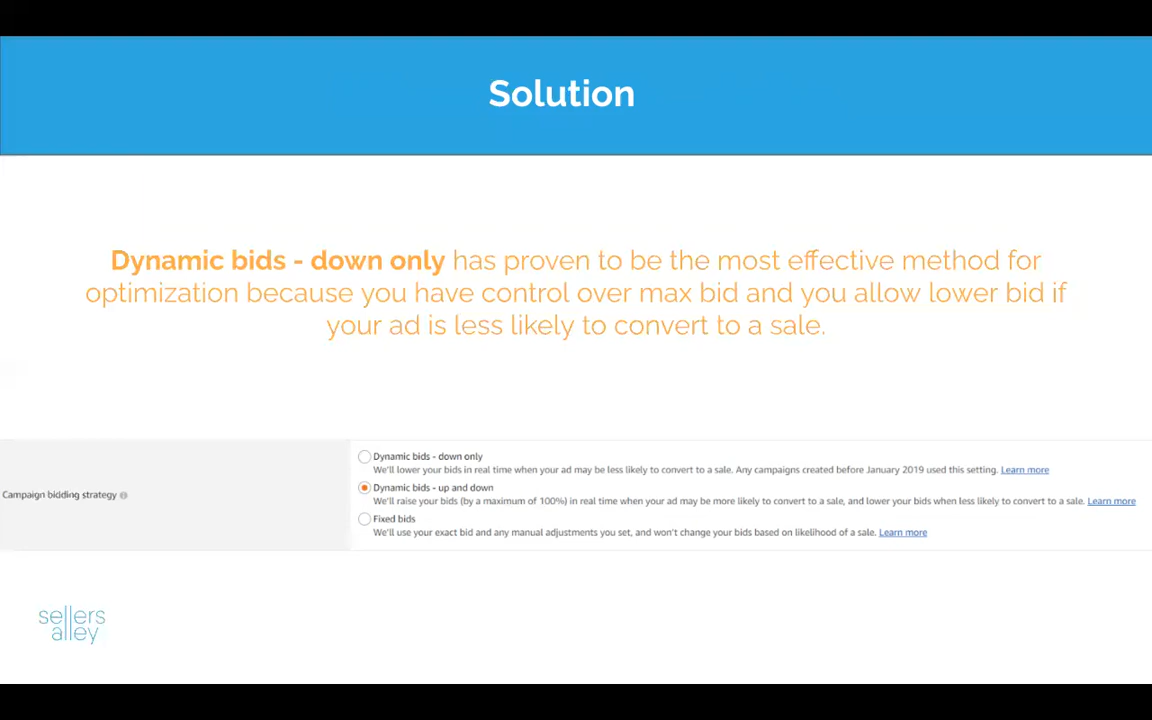 Solution
Dynamic bids - down only has proven to be the most effective method for
optimization because you have control over max bid and you allow lower bid if
your ad is less likely to convert to a sale.
Dynamic bids - down only
We'll lower your bids in real time when your ad may be less likely to convert to a sale. Any campaigns created before January 2019 used this setting. Learn more
Campaign bidding strategy
Dynamic bids - up and down
We'll raise your bids (by a maximum of 100%) in real time when your ad may be more likely to convert to a sale, and lower your bids when less likely to convert to a sale. Learn more
Fixed bids
We'll use your exact bid and any manual adjustments you set, and won't change your bids based on likelihood of a sale. Learn more
sellers
alley